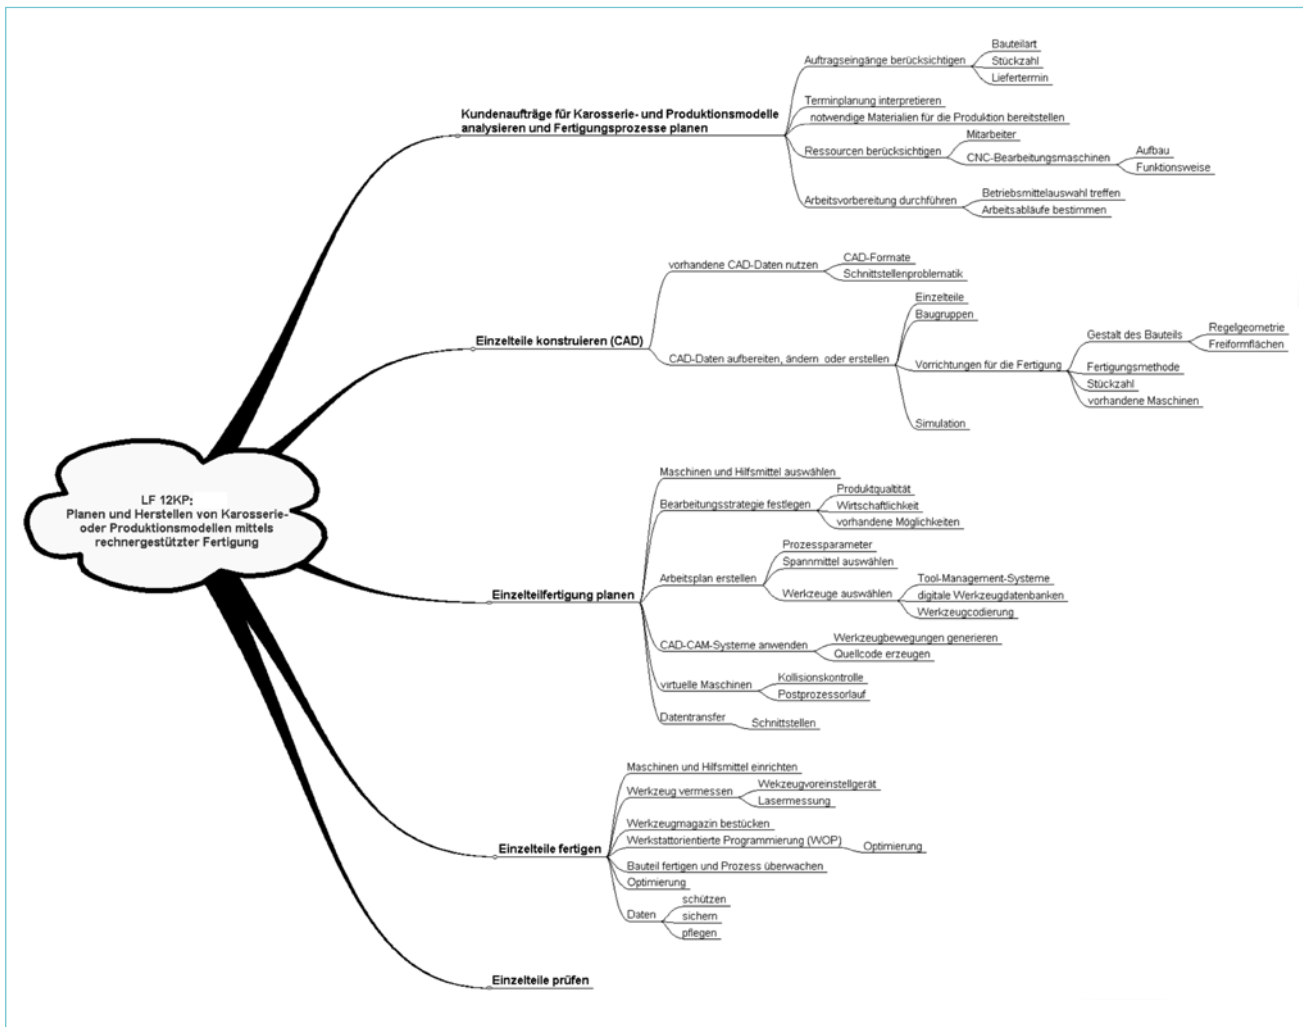 LF 12KP:
Planen und Herstellen von Karosserie-
oder Produktionsmodellen mittels
rechnergestützter Fertigung
Kundenaufträge für Karosserie- und Produktionsmodelle
analysieren und Fertigungsprozesse planen
Auftragseingänge berücksichtigen
Bauteilart
Stückzahl
Liefertermin
Terminplanung interpretieren
notwendige Materialien für die Produktion bereitstellen
Ressourcen berücksichtigen
Mitarbeiter
CNC-Bearbeitungsmaschinen
Aufbau
Funktionsweise
Arbeitsvorbereitung durchführen
Betriebsmittelauswahl treffen
Arbeitsabläufe bestimmen
Einzelteile konstruieren (CAD)
vorhandene CAD-Daten nutzen
CAD-Formate
Schnittstellenproblematik
CAD-Daten aufbereiten, ändern oder erstellen
Einzelteile
Baugruppen
Vorrichtungen für die Fertigung
Gestalt des Bauteils
Regelgeometrie
Freiformflächen
Fertigungsmethode
Stückzahl
vorhandene Maschinen
Simulation
Einzelteilfertigung planen
Maschinen und Hilfsmittel auswählen
Bearbeitungsstrategie festlegen
Produktqualtität
Wirtschaftlichkeit
vorhandene Möglichkeiten
Arbeitsplan erstellen
Prozessparameter
Spannmittel auswählen
Werkzeuge auswählen
Tool-Management-Systeme
digitale Werkzeugdatenbanken
Werkzeugcodierung
CAD-CAM-Systeme anwenden
Werkzeugbewegungen generieren
Quellcode erzeugen
virtuelle Maschinen
Kollisionskontrolle
Postprozessorlauf
Datentransfer
Schnittstellen
Einzelteile fertigen
Maschinen und Hilfsmittel einrichten
Werkzeug vermessen
Wekzeugvoreinstellgerät
Lasermessung
Werkzeugmagazin bestücken
Werkstattorientierte Programmierung (WOP)
Optimierung
Bauteil fertigen und Prozess überwachen
Optimierung
Daten
schützen
sichern
pflegen
Einzelteile prüfen